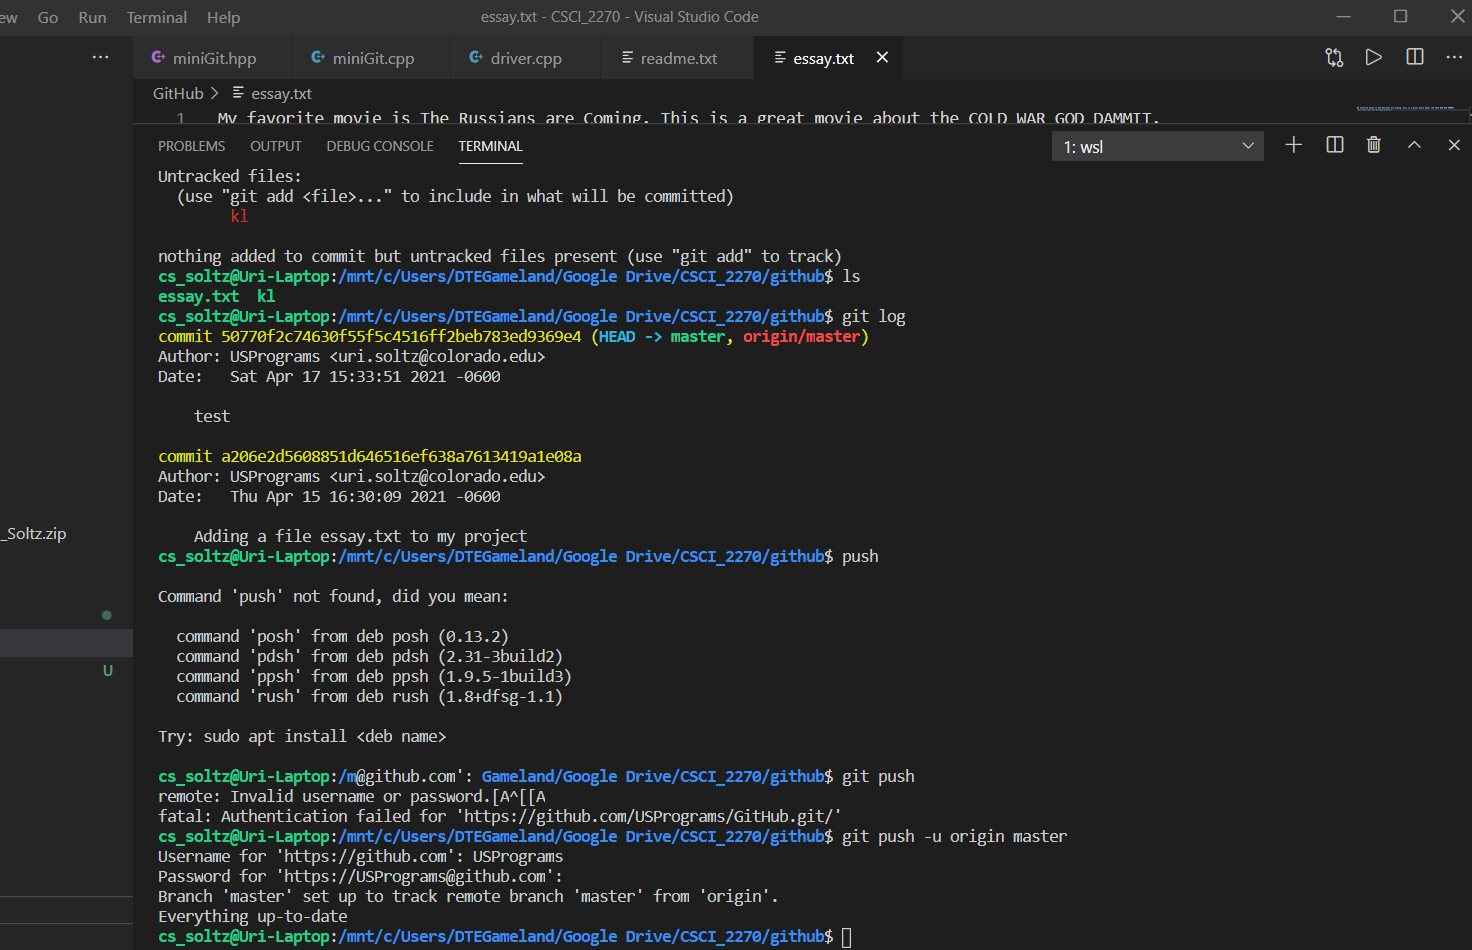 ew Go Run Terminal Help essay.txt - CSCI_2270 - Visual Studio Code
miniGit.hpp miniGit.cpp driver.cpp readme.txt essay.txt
GitHub > essay.txt
1 My favorite movie is The Russians are Coming. This is a great movie about the COLD WAR GOD DAMMIT.
PROBLEMS OUTPUT DEBUG CONSOLE TERMINAL 1: wsl
Untracked files:
(use "git add <file>..." to include in what will be committed)
kl
nothing added to commit but untracked files present (use "git add" to track)
cs_soltz@Uri-Laptop:/mnt/c/Users/DTEGameland/Google Drive/CSCI_2270/github$ ls
essay.txt kl
cs_soltz@Uri-Laptop:/mnt/c/Users/DTEGameland/Google Drive/CSCI_2270/github$ git log
commit 50770f2c74630f55f5c4516ff2beb783ed9369e4 (HEAD -> master, origin/master)
Author: USPrograms <uri.soltz@colorado.edu>
Date: Sat Apr 17 15:33:51 2021 -0600
test
commit a206e2d5608851d646516ef638a7613419a1e08a
Author: USPrograms <uri.soltz@colorado.edu>
Date: Thu Apr 15 16:30:09 2021 -0600
Adding a file essay.txt to my project
_Soltz.zip
cs_soltz@Uri-Laptop:/mnt/c/Users/DTEGameland/Google Drive/CSCI_2270/github$ push
Command 'push' not found, did you mean:
command 'posh' from deb posh (0.13.2)
command 'pdsh' from deb pdsh (2.31-3build2)
command 'ppsh' from deb ppsh (1.9.5-1build3)
command 'rush' from deb rush (1.8+dfsg-1.1)
U
Try: sudo apt install <deb name>
cs_soltz@Uri-Laptop:/m@github.com': Gameland/Google Drive/CSCI_2270/github$ git push
remote: Invalid username or password.[A^[[A
fatal: Authentication failed for 'https://github.com/USPrograms/GitHub.git/'
cs_soltz@Uri-Laptop:/mnt/c/Users/DTEGameland/Google Drive/CSCI_2270/github$ git push -u origin master
Username for 'https://github.com': USPrograms
Password for 'https://USPrograms@github.com':
Branch 'master' set up to track remote branch 'master' from 'origin'.
Everything up-to-date
cs_soltz@Uri-Laptop:/mnt/c/Users/DTEGameland/Google Drive/CSCI_2270/github$